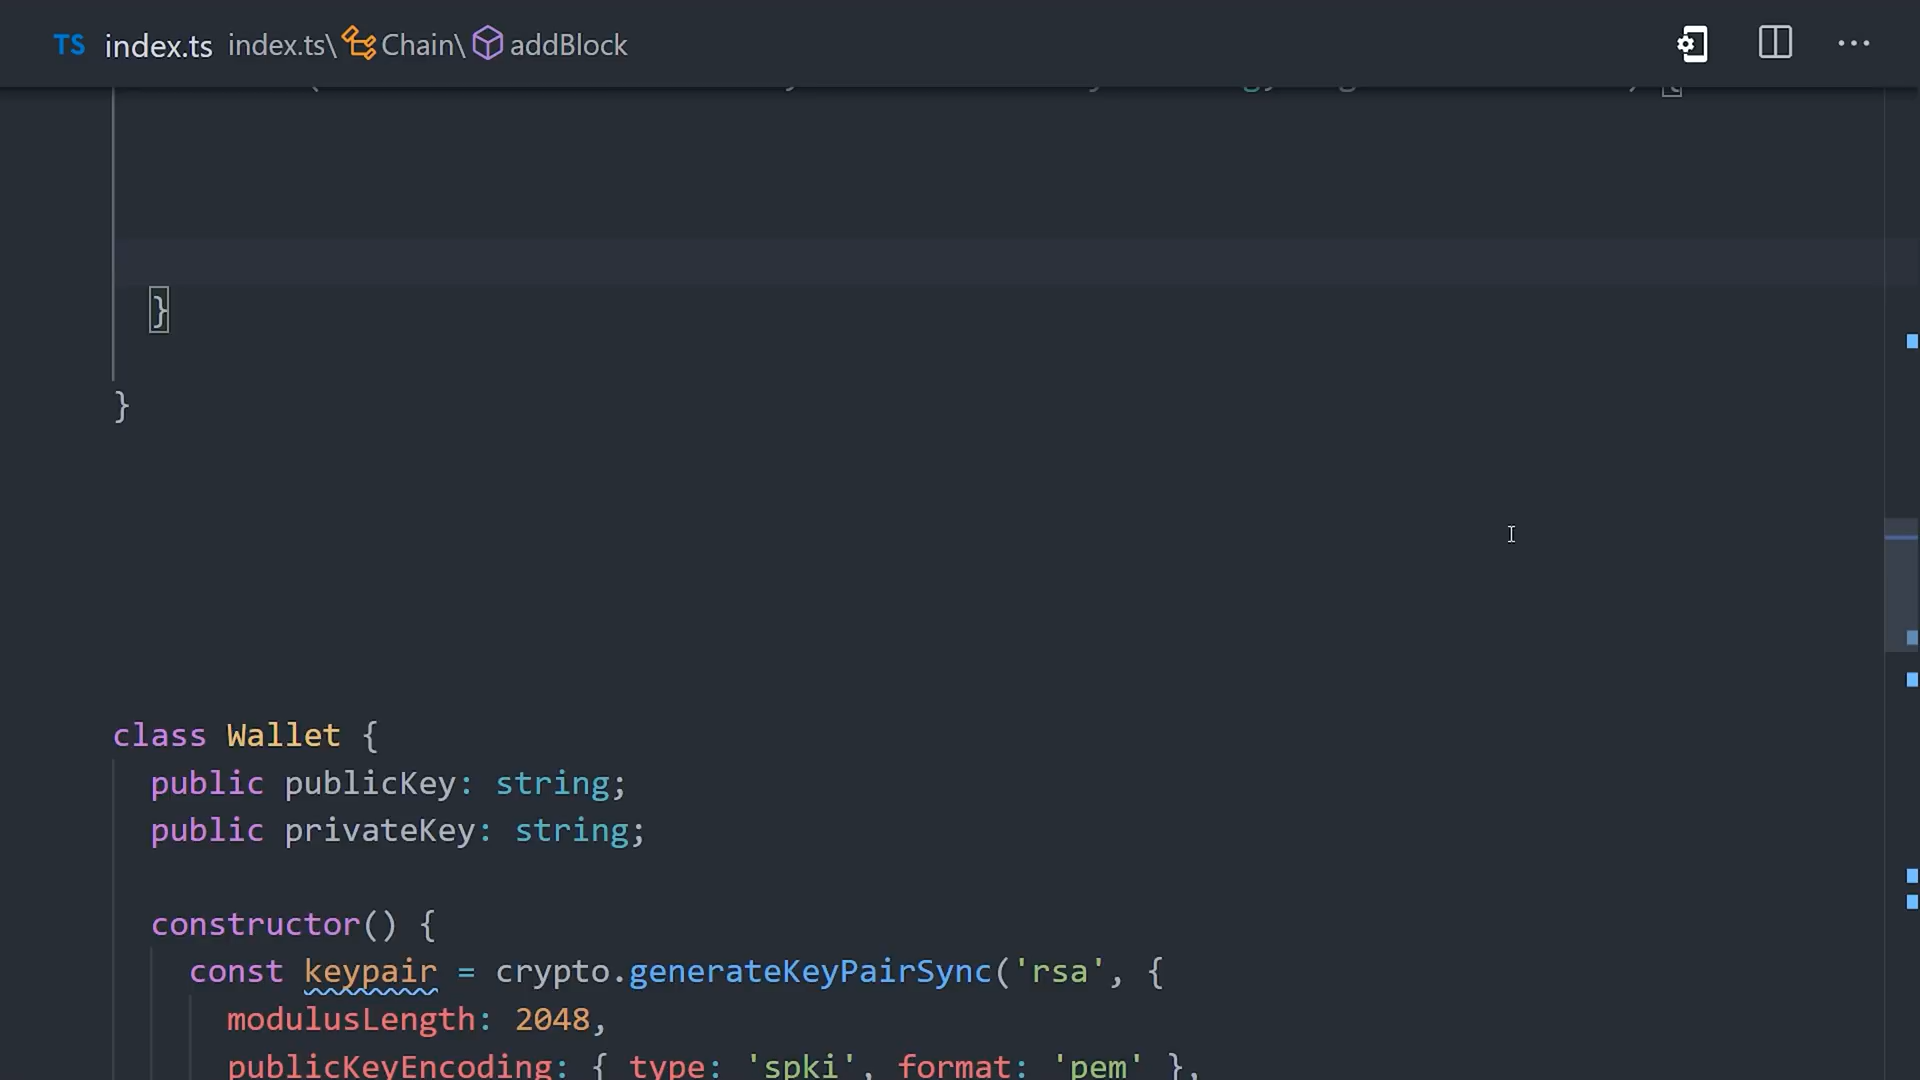 TS index.ts index.ts\Chain\addBlock
}
}
class Wallet {
public publicKey: string;
public privateKey: string;
constructor() {
const keypair = crypto.generateKeyPairSync('rsa', {
modulusLength: 2048,
publicKeyEncoding: { type: 'spki', format: 'pem' },